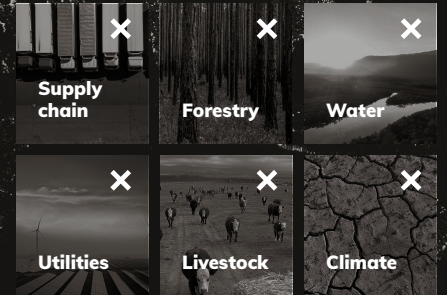 Supply
chain
Forestry
Water
Utilities
Livestock
Climate